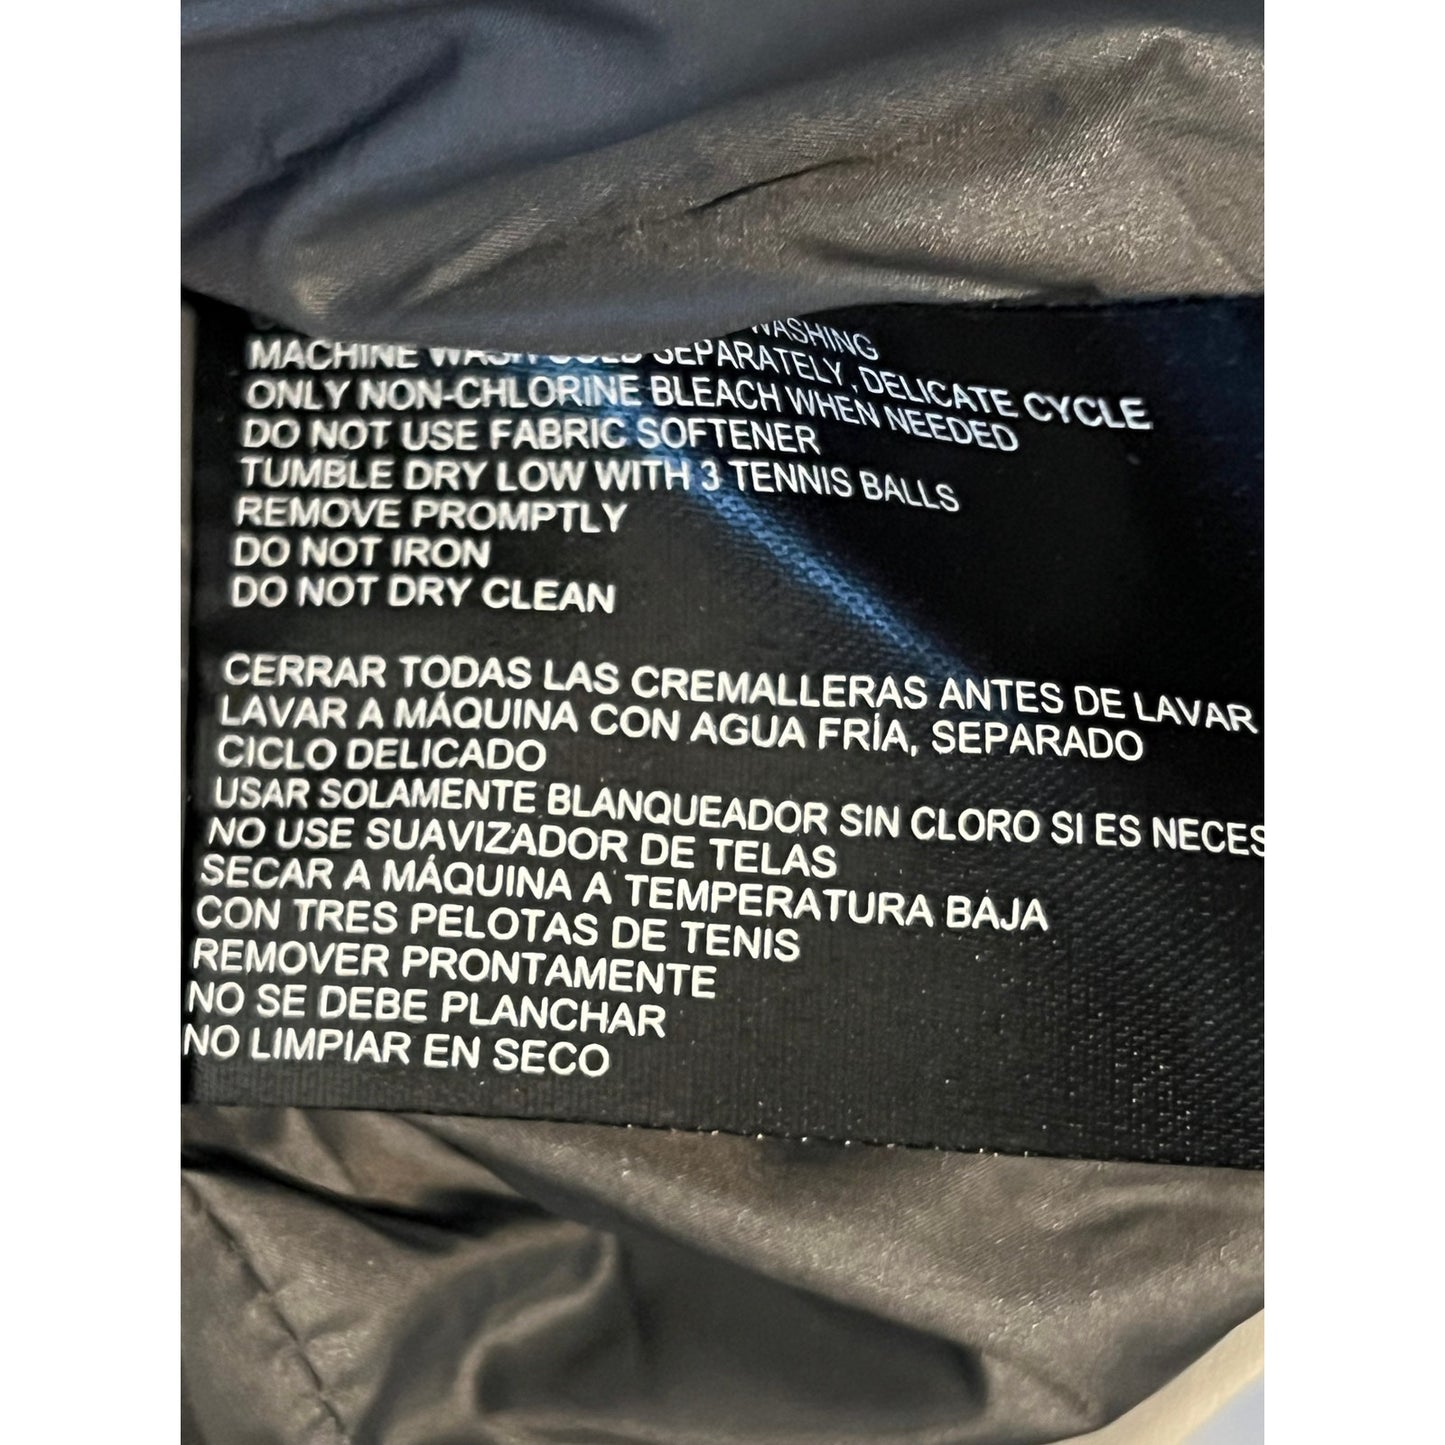 WASHING
MACHINE WASH COLD SEPARATELY, DELICATE CYCLE
ONLY NON-CHLORINE BLEACH WHEN NEEDED
DO NOT USE FABRIC SOFTENER
TUMBLE DRY LOW WITH 3 TENNIS BALLS
REMOVE PROMPTLY
DO NOT IRON
DO NOT DRY CLEAN
CERRAR TODAS LAS CREMALLERAS ANTES DE LAVAR
LAVAR A MÁQUINA CON AGUA FRÍA, SEPARADO
CICLO DELICADO
USAR SOLAMENTE BLANQUEADOR SIN CLORO SI ES NECES
NO USE SUAVIZADOR DE TELAS
SECAR A MÁQUINA A TEMPERATURA BAJA
CON TRES PELOTAS DE TENIS
REMOVER PRONTAMENTE
NO SE DEBE PLANCHAR
NO LIMPIAR EN SECO